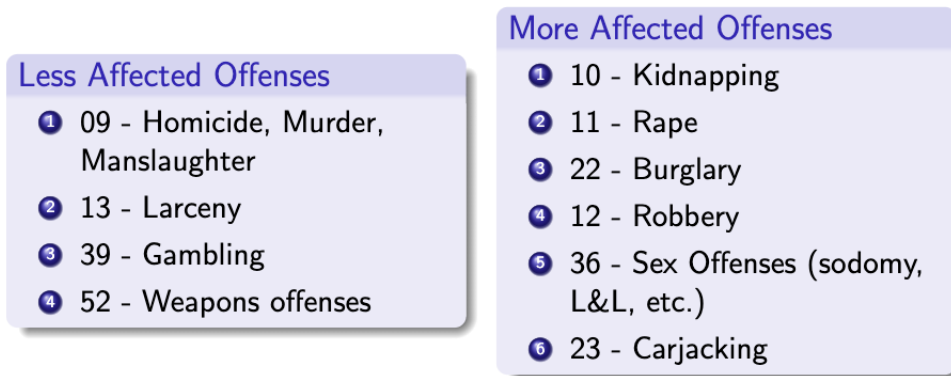 Less Affected Offenses
1 09 - Homicide, Murder,
Manslaughter
2 13 - Larceny
3 39 - Gambling
4 52 - Weapons offenses
More Affected Offenses
1 10 - Kidnapping
2 11 - Rape
3 22 - Burglary
4 12 - Robbery
5 36 - Sex Offenses (sodomy,
L&L, etc.)
6 23 - Carjacking